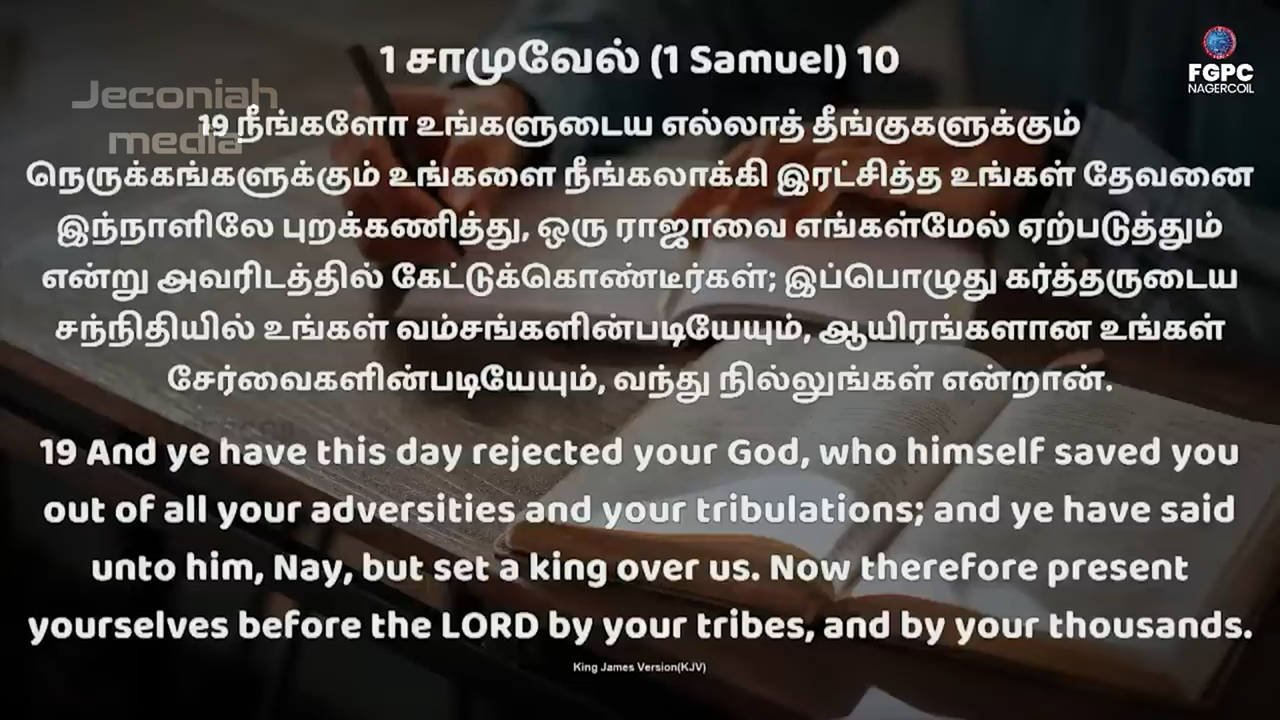 1 சாமுவேல் (1 Samuel) 10
FGPC
NAGERCOIL
Jeconiah
media
19 நீங்களோ உங்களுடைய எல்லாத் தீங்குகளுக்கும்
நெருக்கங்களுக்கும் உங்களை நீங்கலாக்கி இரட்சித்த உங்கள் தேவனை
இந்நாளிலே புறக்கணித்து, ஒரு ராஜாவை எங்கள்மேல் ஏற்படுத்தும்
என்று அவரிடத்தில் கேட்டுக்கொண்டீர்கள்; இப்பொழுது கர்த்தருடைய
சந்நிதியில் உங்கள் வம்சங்களின்படியேயும், ஆயிரங்களான உங்கள்
சேர்வைகளின்படியேயும், வந்து நில்லுங்கள் என்றான்.
19 And ye have this day rejected your God, who himself saved you
out of all your adversities and your tribulations; and ye have said
unto him, Nay, but set a king over us. Now therefore present
yourselves before the LORD by your tribes, and by your thousands.
King James Version(KJV)